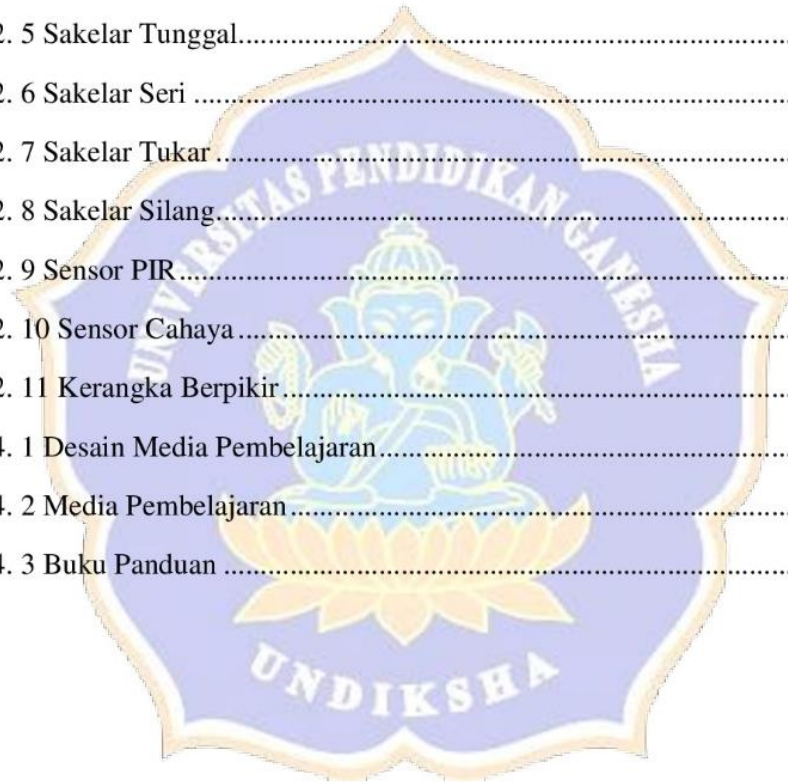 2. 5 Sakelar Tunggal..........................................................................
2. 6 Sakelar Seri ................................................................................
2. 7 Sakelar Tukar .............................................................................
2. 8 Sakelar Silang.............................................................................
2. 9 Sensor PIR..................................................................................
2. 10 Sensor Cahaya ..........................................................................
2. 11 Kerangka Berpikir ....................................................................
4. 1 Desain Media Pembelajaran.......................................................
4. 2 Media Pembelajaran ...................................................................
4. 3 Buku Panduan ............................................................................
UNIVERSITAS PENDIDIKAN GANESHA
UNDIKSHA